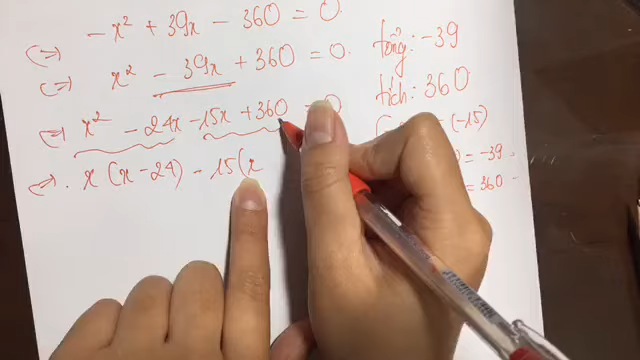 - x² + 39x - 360 = 0
(=) x² - 39x + 360 = 0
(=) x² - 24x - 15x + 360 = 0
(=) x (x - 24) - 15(x
tổng: -39
tích: 360
(-15)
= -39
= 360